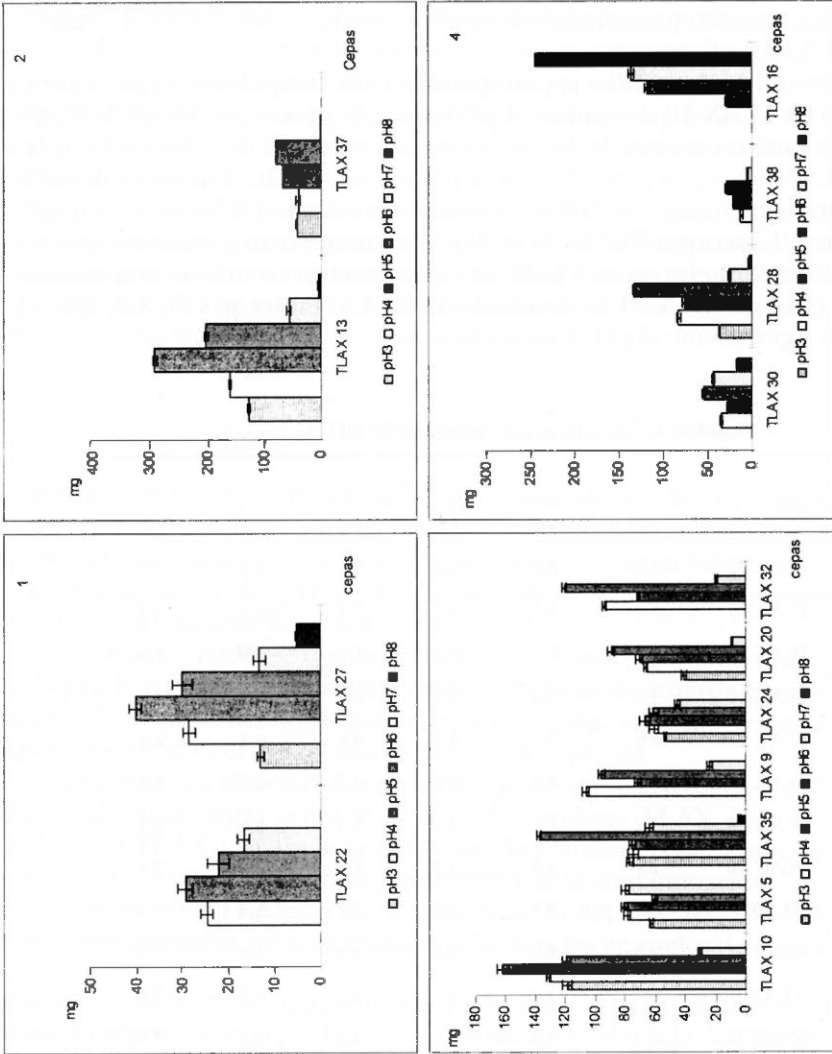 1
mg
50
40
30
20
10
0
TLAX 22 TLAX 27
cepas
pH3 pH4 pH5 pH6 pH7 pH8
2
mg
400
300
200
100
0
TLAX 13 TLAX 37
Cepas
pH3 pH4 pH5 pH6 pH7 pH8
mg
180
160
140
120
100
80
60
40
20
0
TLAX 10 TLAX 5 TLAX 35 TLAX 9 TLAX 24 TLAX 20 TLAX 32
cepas
pH3 pH4 pH5 pH6 pH7 pH8
4
mg
300
250
200
150
100
50
0
TLAX 30 TLAX 28 TLAX 38 TLAX 16
cepas
pH3 pH4 pH5 pH6 pH7 pH8